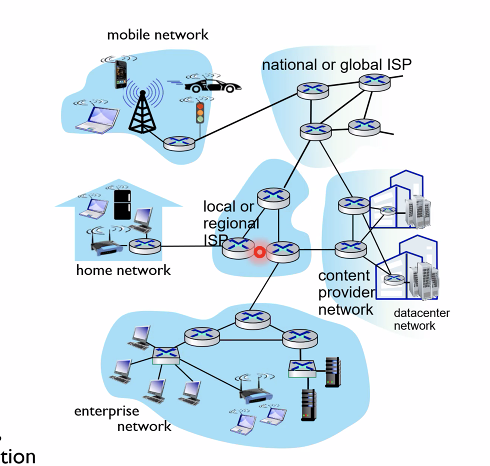 mobile network
national or global ISP
local or
regional
ISP
home network
content
provider
network
datacenter
network
enterprise
network
tion